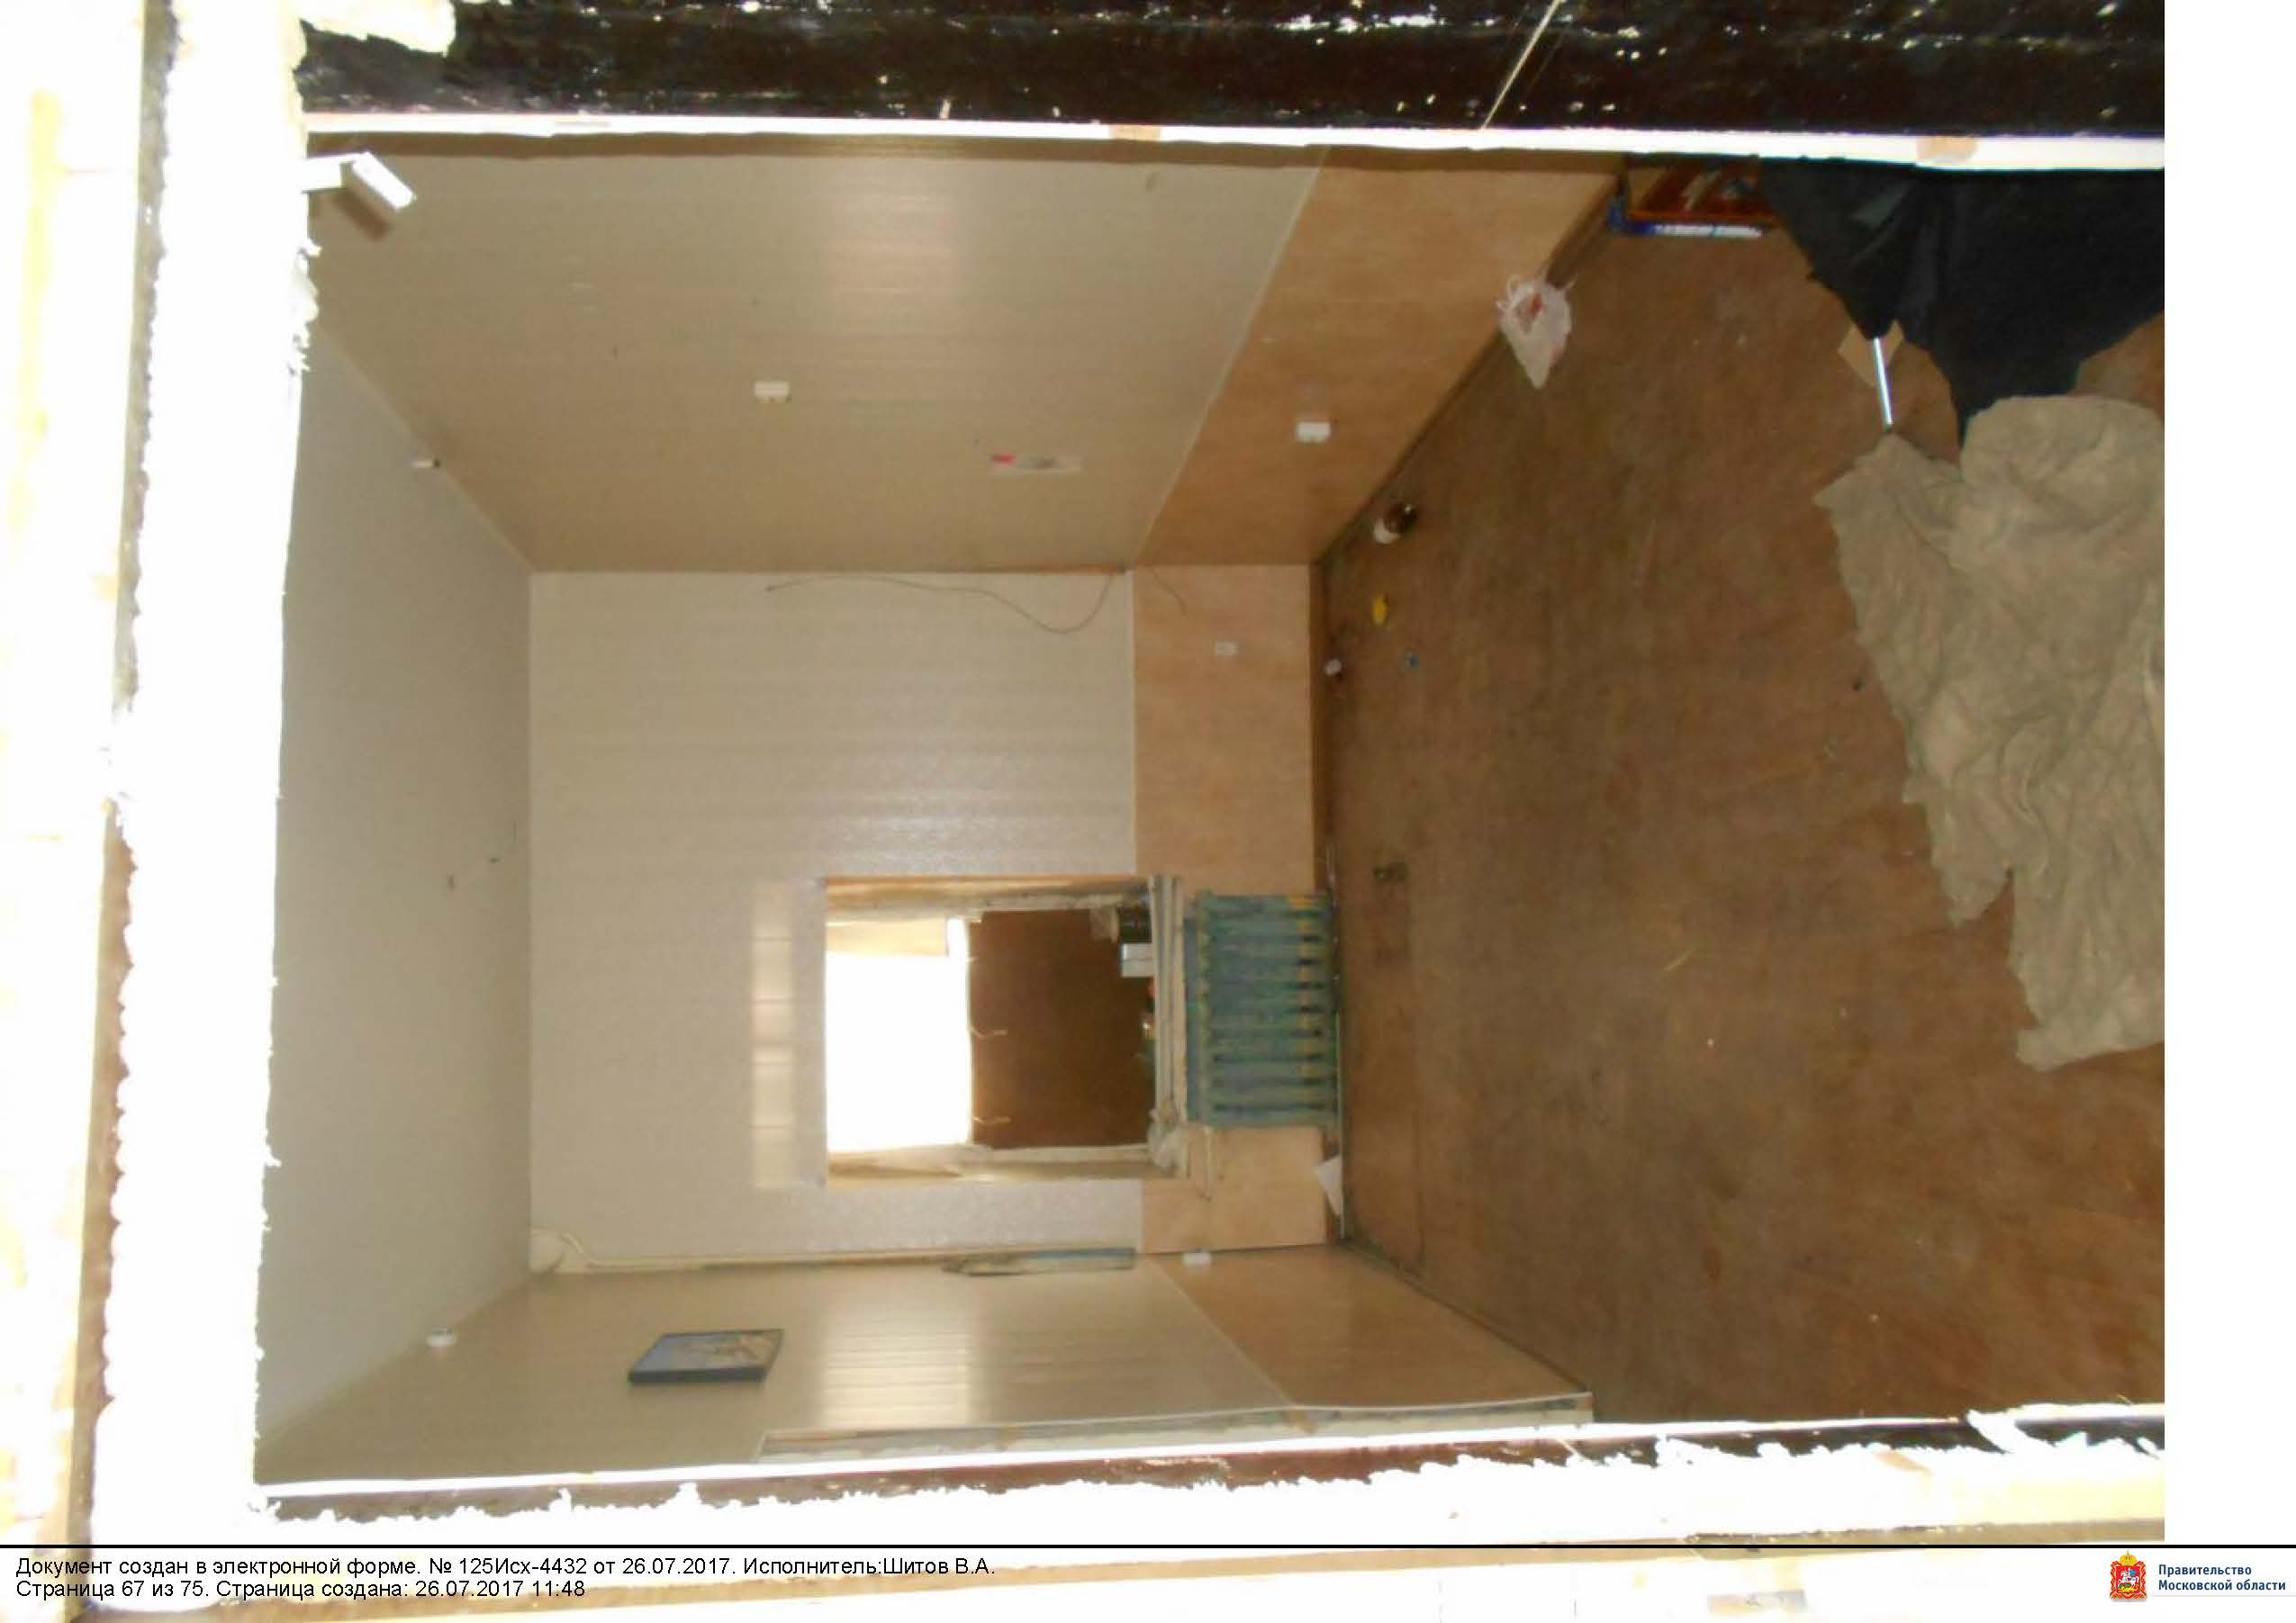 Документ создан в электронной форме. № 125Исх-4432 от 26.07.2017. Исполнитель:Шитов В.А.
Страница 67 из 75. Страница создана: 26.07.2017 11:48
Правительство
Московской области